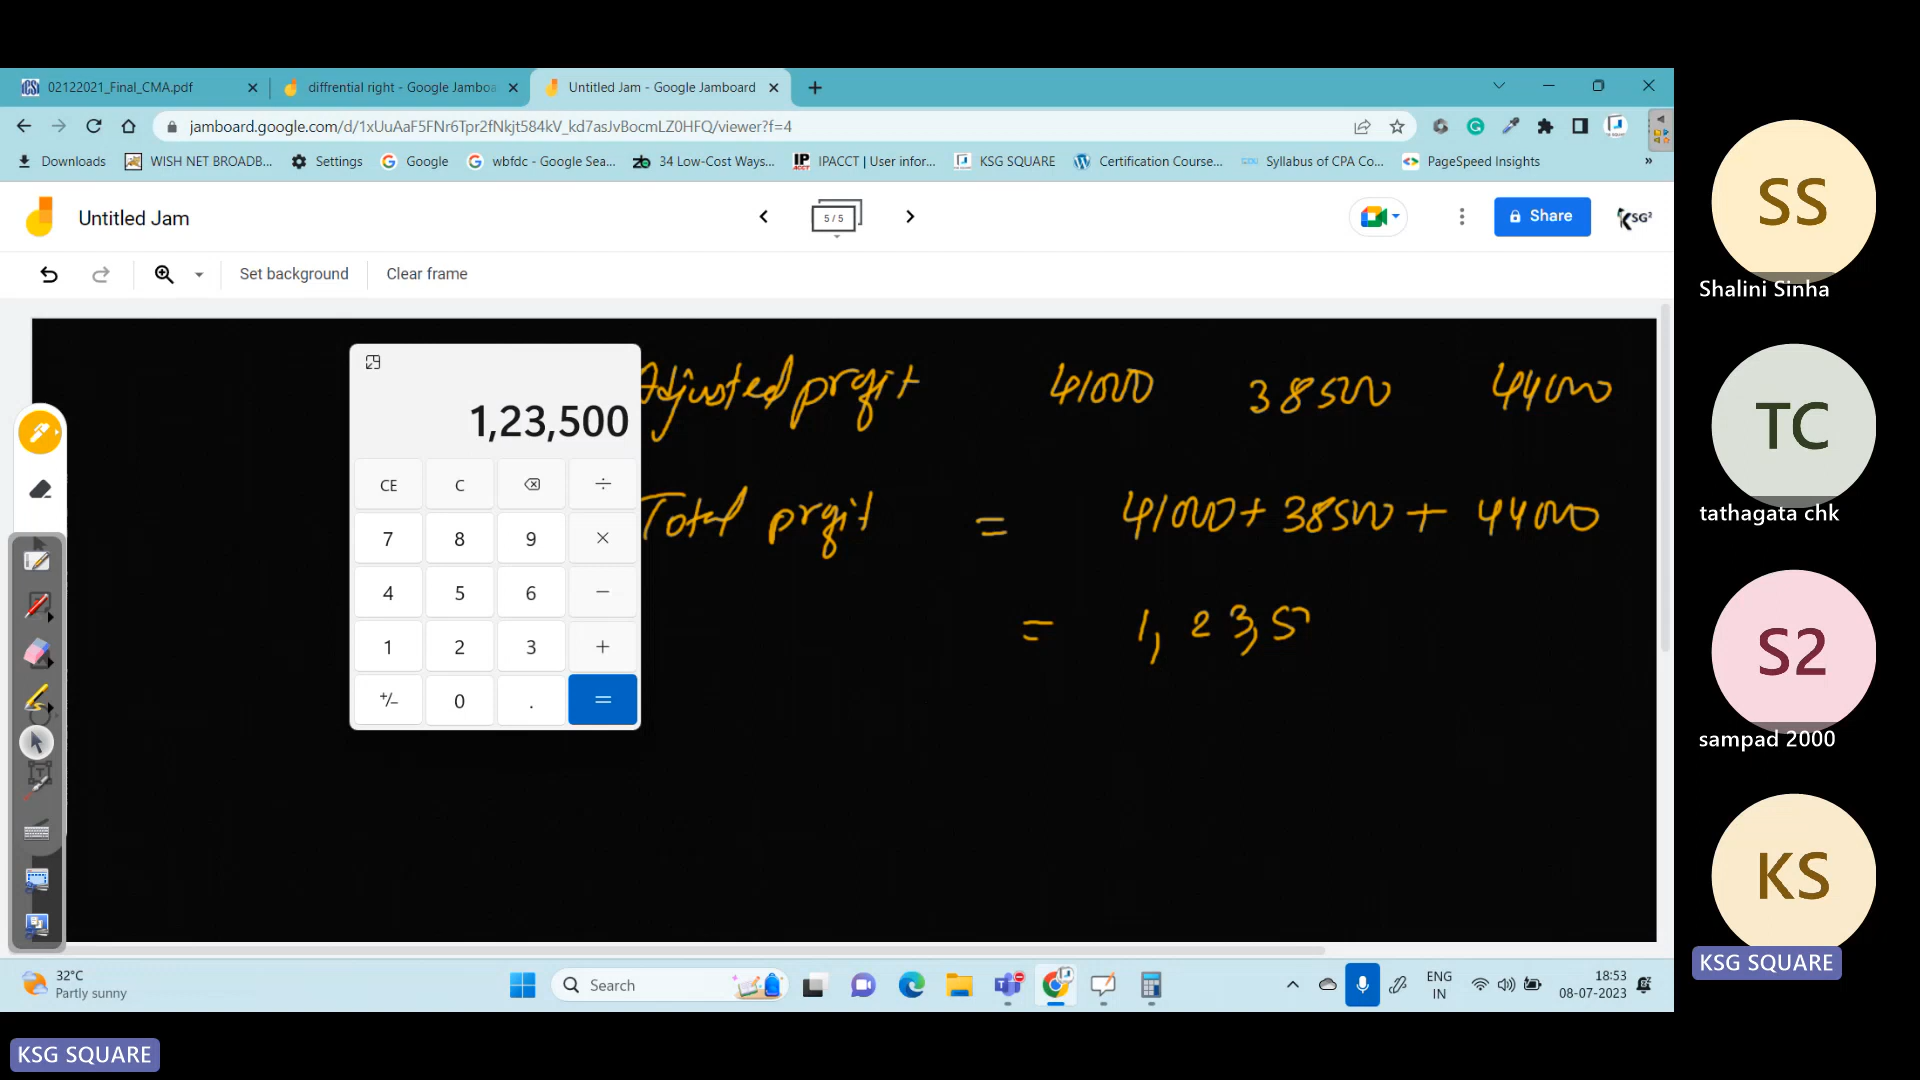 02122021_Final_CMA.pdf
diffrential right - Google Jamboa
Untitled Jam - Google Jamboard
jamboard.google.com/d/1xUuAaF5FNr6Tpr2fNkjt584kV_kd7asJvBocmLZ0HFQ/viewer?f=4
Downloads WISH NET BROADB... Settings Google wbfdc - Google Sea... 34 Low-Cost Ways... IPACCT | User infor... KSG SQUARE Certification Course... Syllabus of CPA Co... PageSpeed Insights »
Untitled Jam
5 / 5
Share
KSG²
Set background
Clear frame
1,23,500
CE C ÷
7 8 9 ×
4 5 6 −
1 2 3 +
+/− 0 . =
Adjusted profit 41000 38500 44000
Total profit = 41000 + 38500 + 44000
= 1, 23, 5
SS
Shalini Sinha
TC
tathagata chk
S2
sampad 2000
KS
KSG SQUARE
32°C
Partly sunny
Search
ENG
IN
18:53
08-07-2023
KSG SQUARE